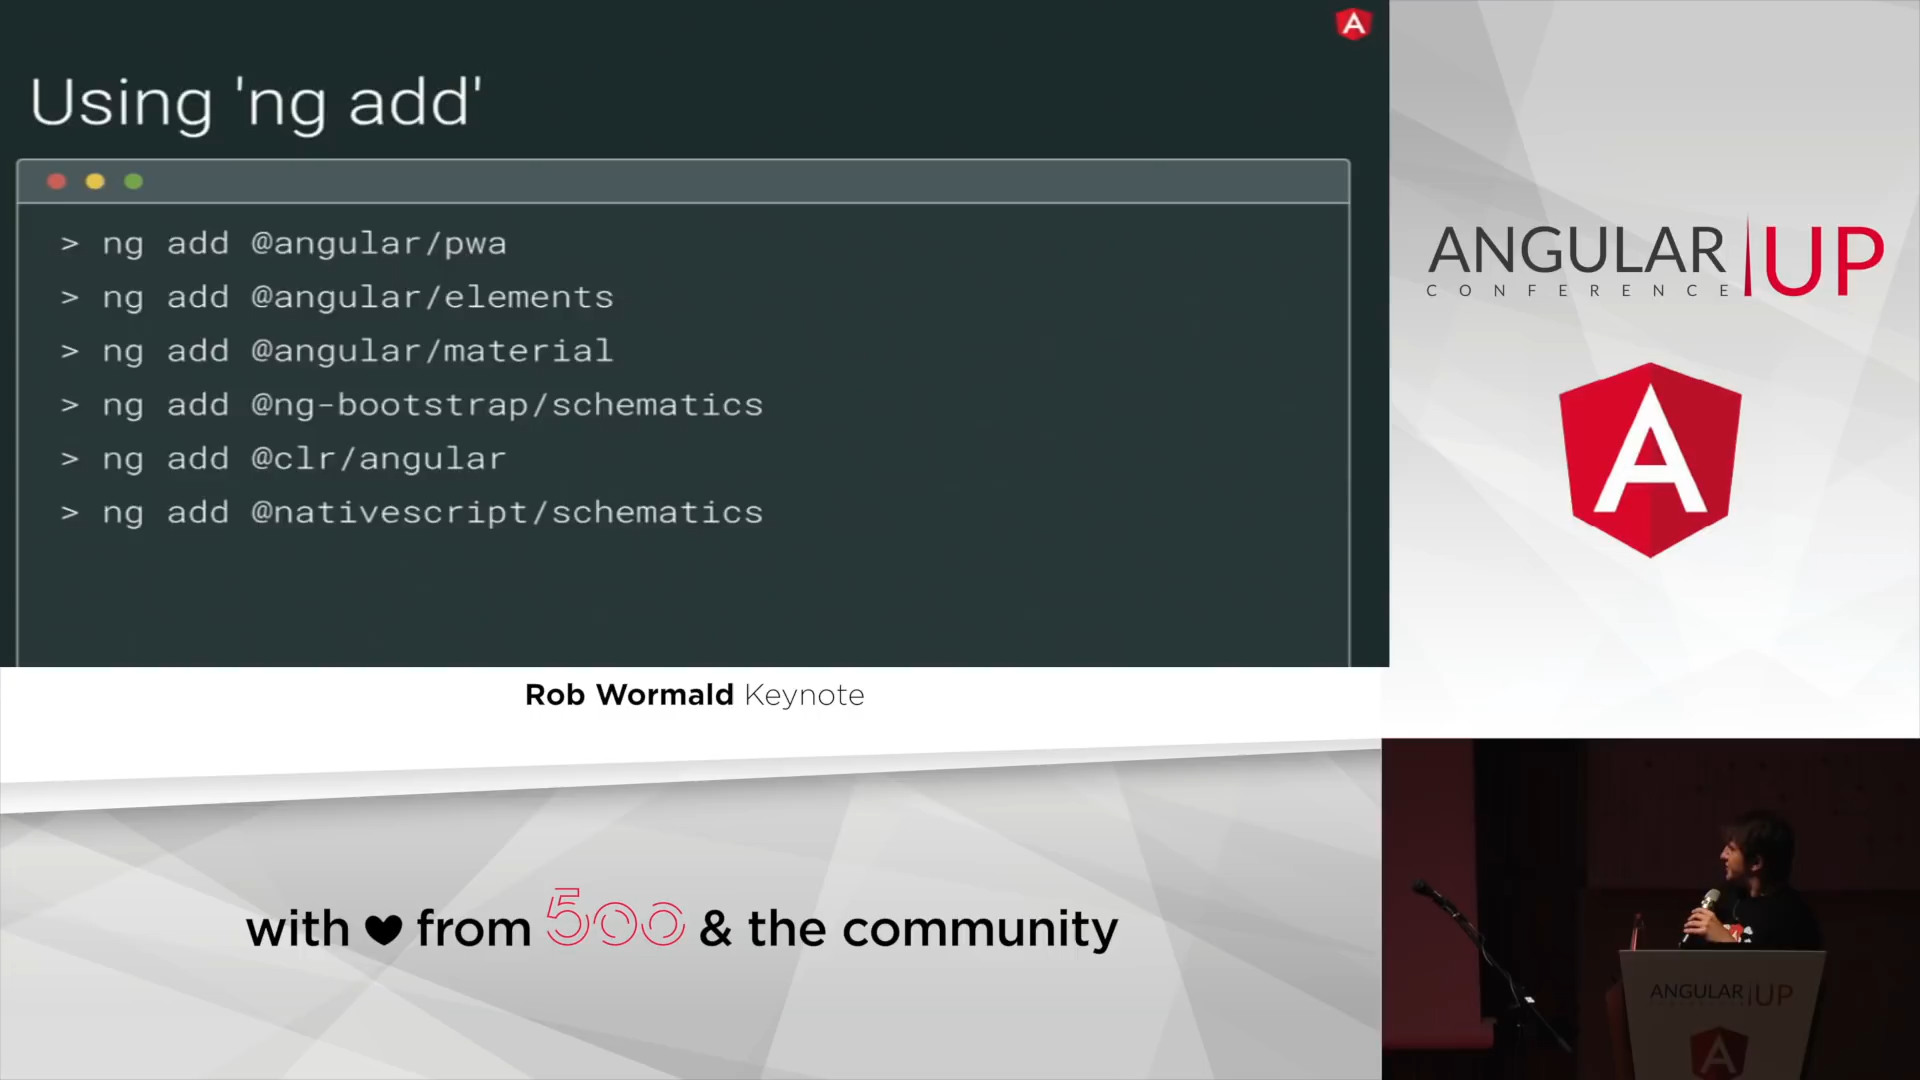 Using 'ng add'
> ng add @angular/pwa
> ng add @angular/elements
> ng add @angular/material
> ng add @ng-bootstrap/schematics
> ng add @clr/angular
> ng add @nativescript/schematics
ANGULAR UP
CONFERENCE
Rob Wormald Keynote
with ♥ from 500 & the community
ANGULAR UP